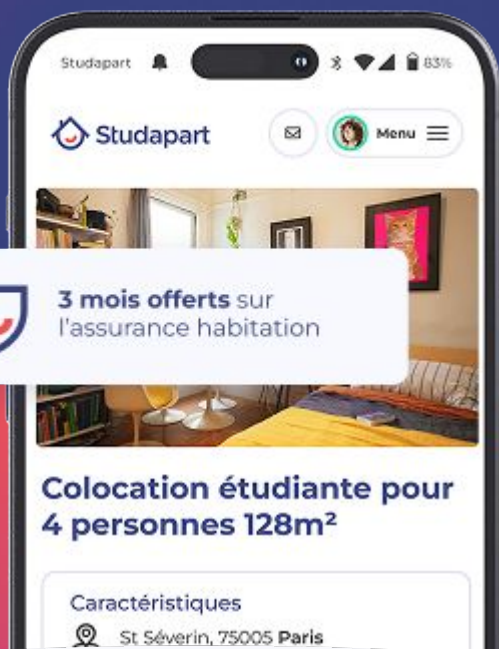 Studapart 83%
Studapart Menu
3 mois offerts sur
l'assurance habitation
Colocation étudiante pour
4 personnes 128m²
Caractéristiques
St Séverin, 75005 Paris